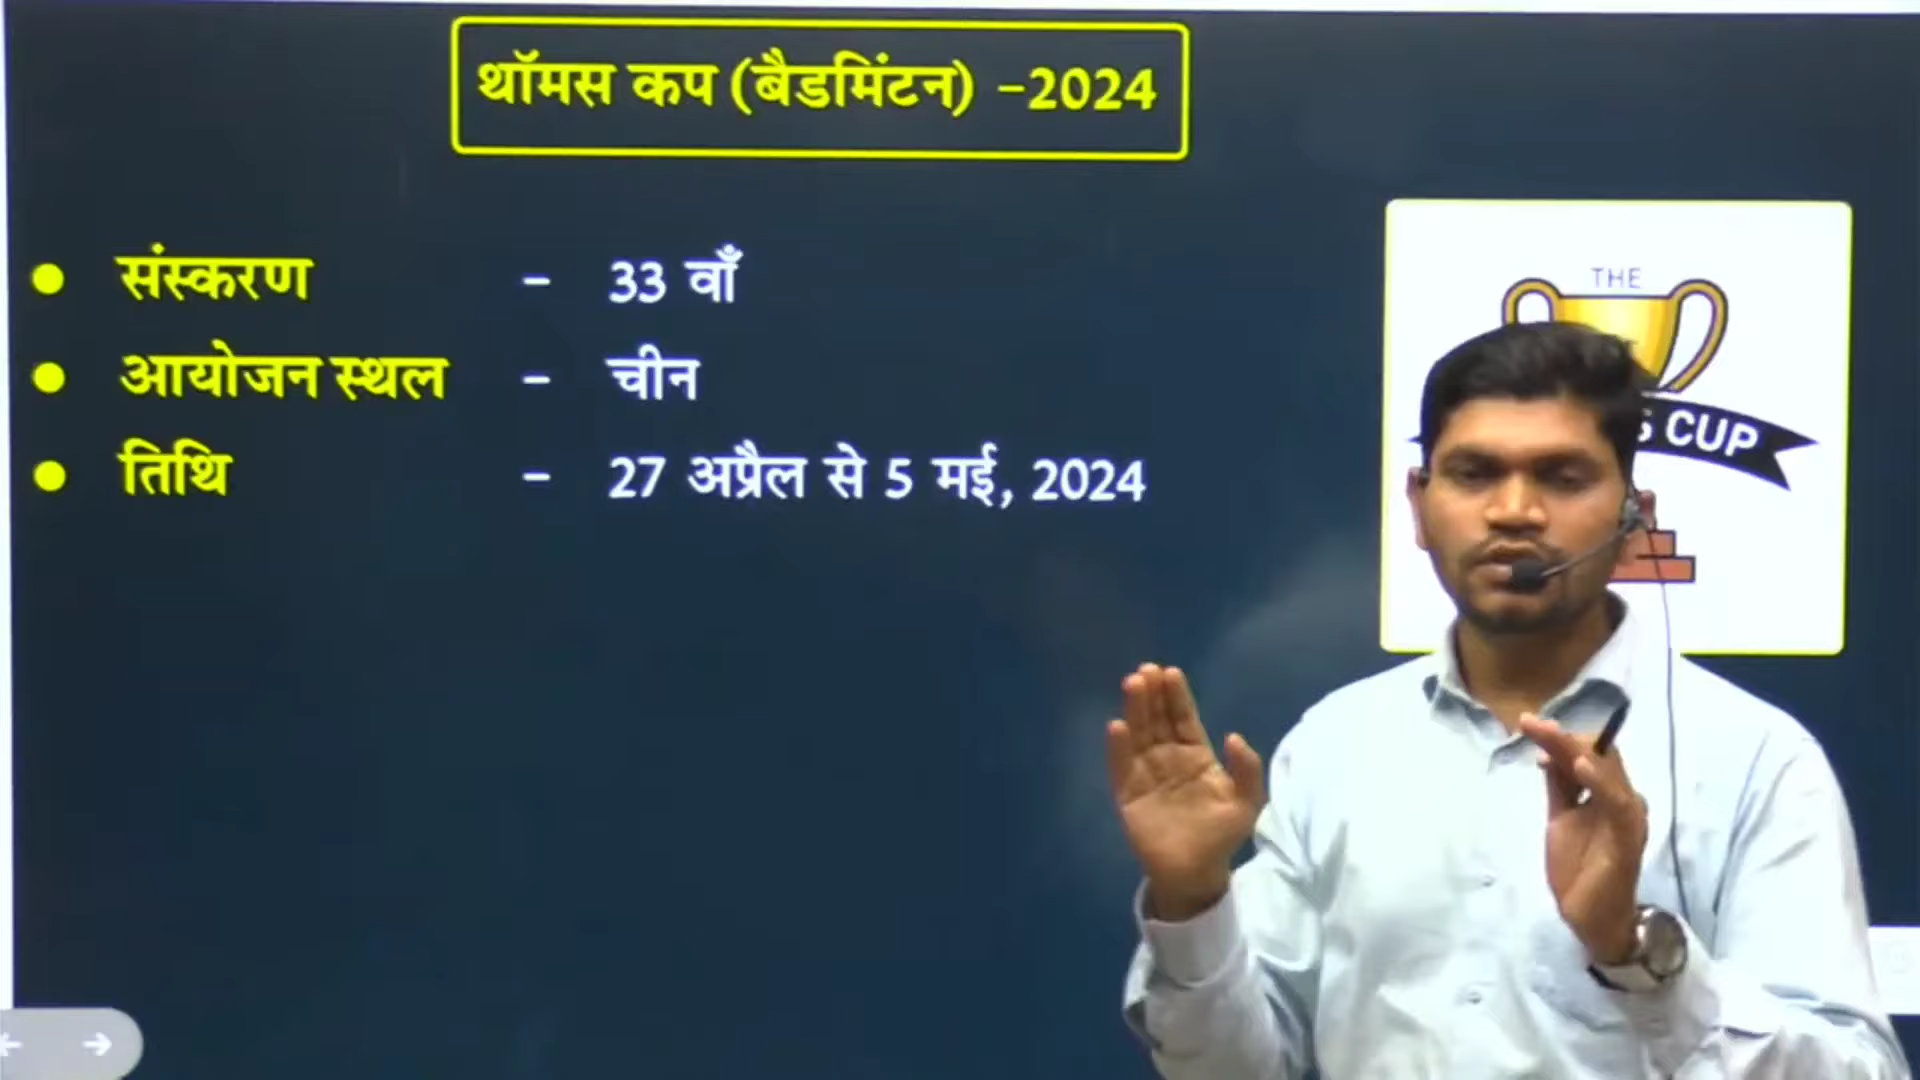 थॉमस कप (बैडमिंटन) –2024
● संस्करण – 33 वाँ
● आयोजन स्थल – चीन
● तिथि – 27 अप्रैल से 5 मई, 2024
THE
CUP